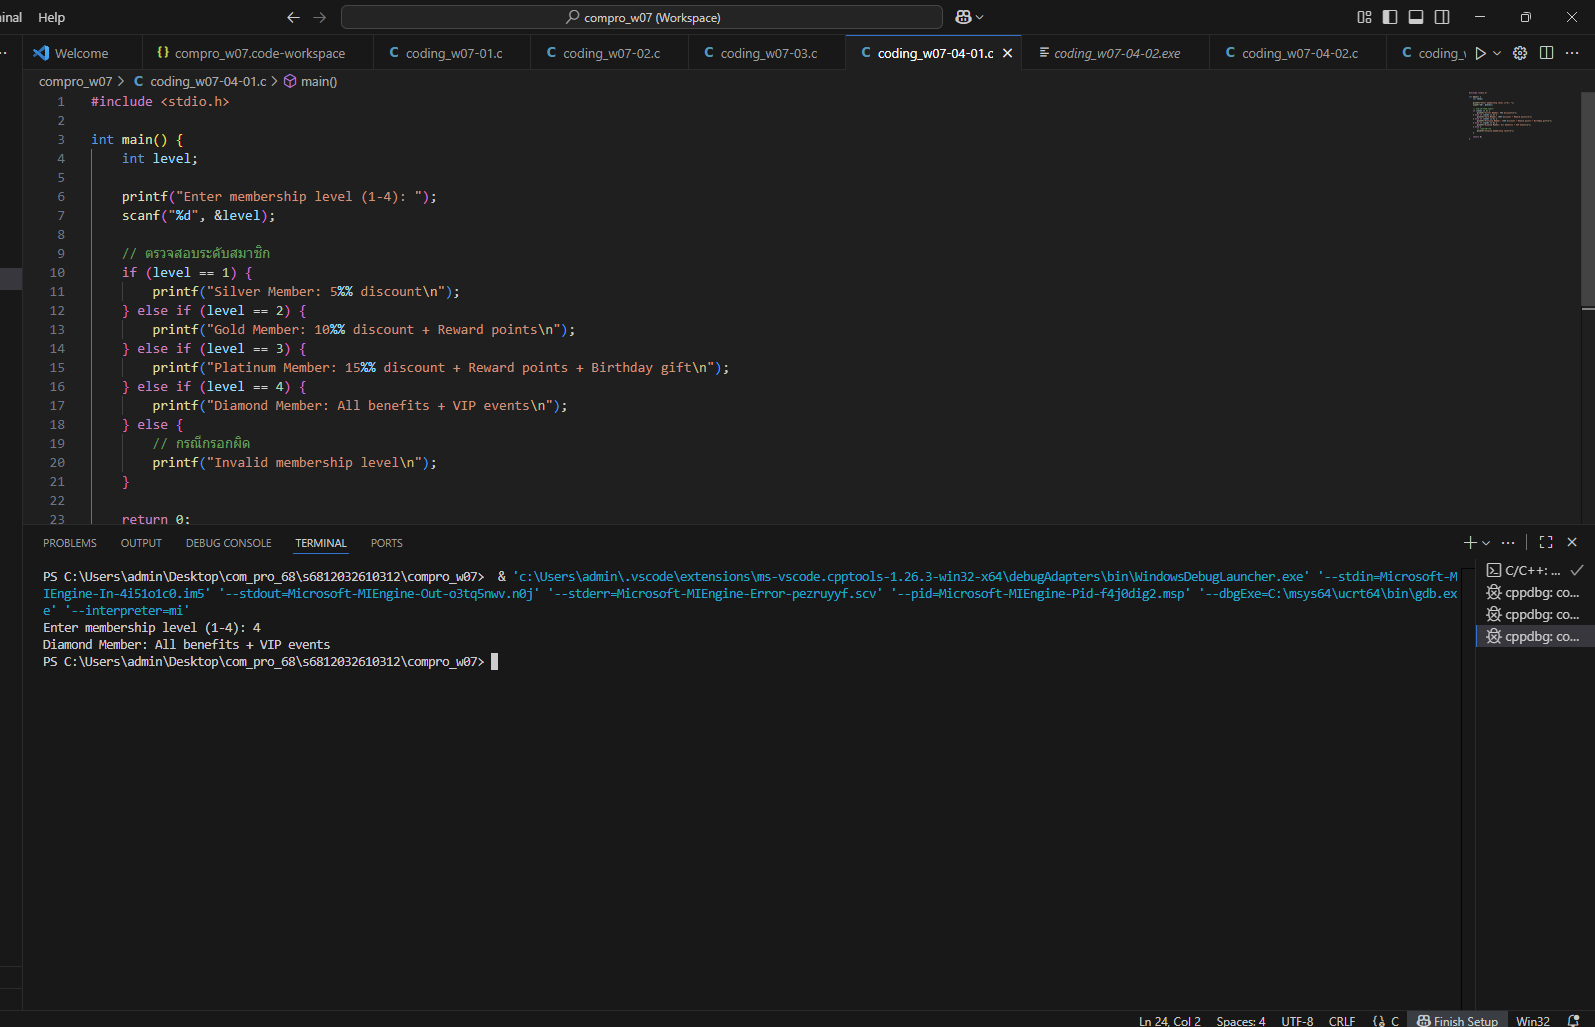 Help
compro_w07 (Workspace)
Welcome
{} compro_w07.code-workspace
C coding_w07-01.c
C coding_w07-02.c
C coding_w07-03.c
C coding_w07-04-01.c
coding_w07-04-02.exe
C coding_w07-04-02.c
C
compro_w07 > C coding_w07-04-01.c > main()
1 #include <stdio.h>
2
3 int main() {
4 int level;
5
6 printf("Enter membership level (1-4): ");
7 scanf("%d", &level);
8
9 // ตรวจสอบระดับสมาชิก
10 if (level == 1) {
11 printf("Silver Member: 5%% discount\n");
12 } else if (level == 2) {
13 printf("Gold Member: 10%% discount + Reward points\n");
14 } else if (level == 3) {
15 printf("Platinum Member: 15%% discount + Reward points + Birthday gift\n");
16 } else if (level == 4) {
17 printf("Diamond Member: All benefits + VIP events\n");
18 } else {
19 // กรณีกรอกผิด
20 printf("Invalid membership level\n");
21 }
22
23 return 0;
PROBLEMS
OUTPUT
DEBUG CONSOLE
TERMINAL
PORTS
PS C:\Users\admin\Desktop\com_pro_68\s6812032610312\compro_w07> & 'c:\Users\admin\.vscode\extensions\ms-vscode.cpptools-1.26.3-win32-x64\debugAdapters\bin\WindowsDebugLauncher.exe' '--stdin=Microsoft-M
IEngine-In-4i51o1c0.im5' '--stdout=Microsoft-MIEngine-Out-o3tq5nwv.n0j' '--stderr=Microsoft-MIEngine-Error-pezruyyf.scv' '--pid=Microsoft-MIEngine-Pid-f4j0dig2.msp' '--dbgExe=C:\msys64\ucrt64\bin\gdb.ex
e' '--interpreter=mi'
Enter membership level (1-4): 4
Diamond Member: All benefits + VIP events
PS C:\Users\admin\Desktop\com_pro_68\s6812032610312\compro_w07>
C/C++: ...
cppdbg: co...
cppdbg: co...
cppdbg: co...
Ln 24, Col 2
Spaces: 4
UTF-8
CRLF
{} C
Finish Setup
Win32